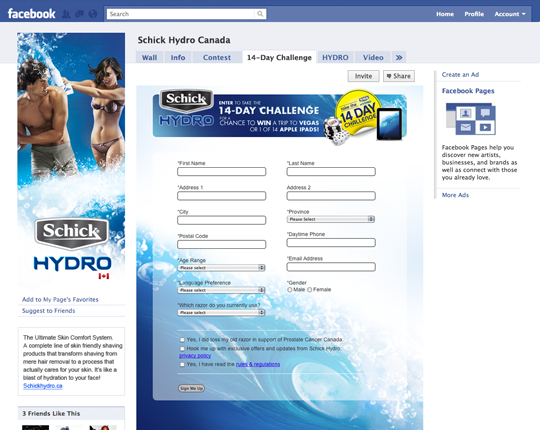 facebook
Search
Home Profile Account
Schick Hydro Canada
Wall Info Contest 14-Day Challenge HYDRO Video »
Invite Share
Schick
HYDRO
ENTER TO TAKE THE
14-DAY CHALLENGE
FOR A CHANCE TO WIN A TRIP TO VEGAS
OR 1 OF 14 APPLE IPADS!
14 DAY
CHALLENGE
*First Name
*Last Name
*Address 1
Address 2
*City
*Province
Please Select
*Postal Code
*Daytime Phone
*Age Range
Please select
Email Address
*Language Preference
Please select
*Gender
Male Female
*Which razor do you currently use?
Please select
Yes, I did toss my old razor in support of Prostate Cancer Canada
Hook me up with exclusive offers and updates from Schick Hydro.
privacy policy
Yes, I have read the rules & regulations
Sign Me Up
Schick
HYDRO
Add to My Page's Favorites
Suggest to Friends
The Ultimate Skin Comfort System.
A complete line of skin friendly shaving
products that transform shaving from
mere hair removal to a process that
actually cares for your skin. It's like a
blast of hydration to your face!
Schickhydro.ca
3 Friends Like This
Create an Ad
Facebook Pages
Facebook Pages help you
discover new artists,
businesses, and brands as
well as connect with those
you already love.
More Ads